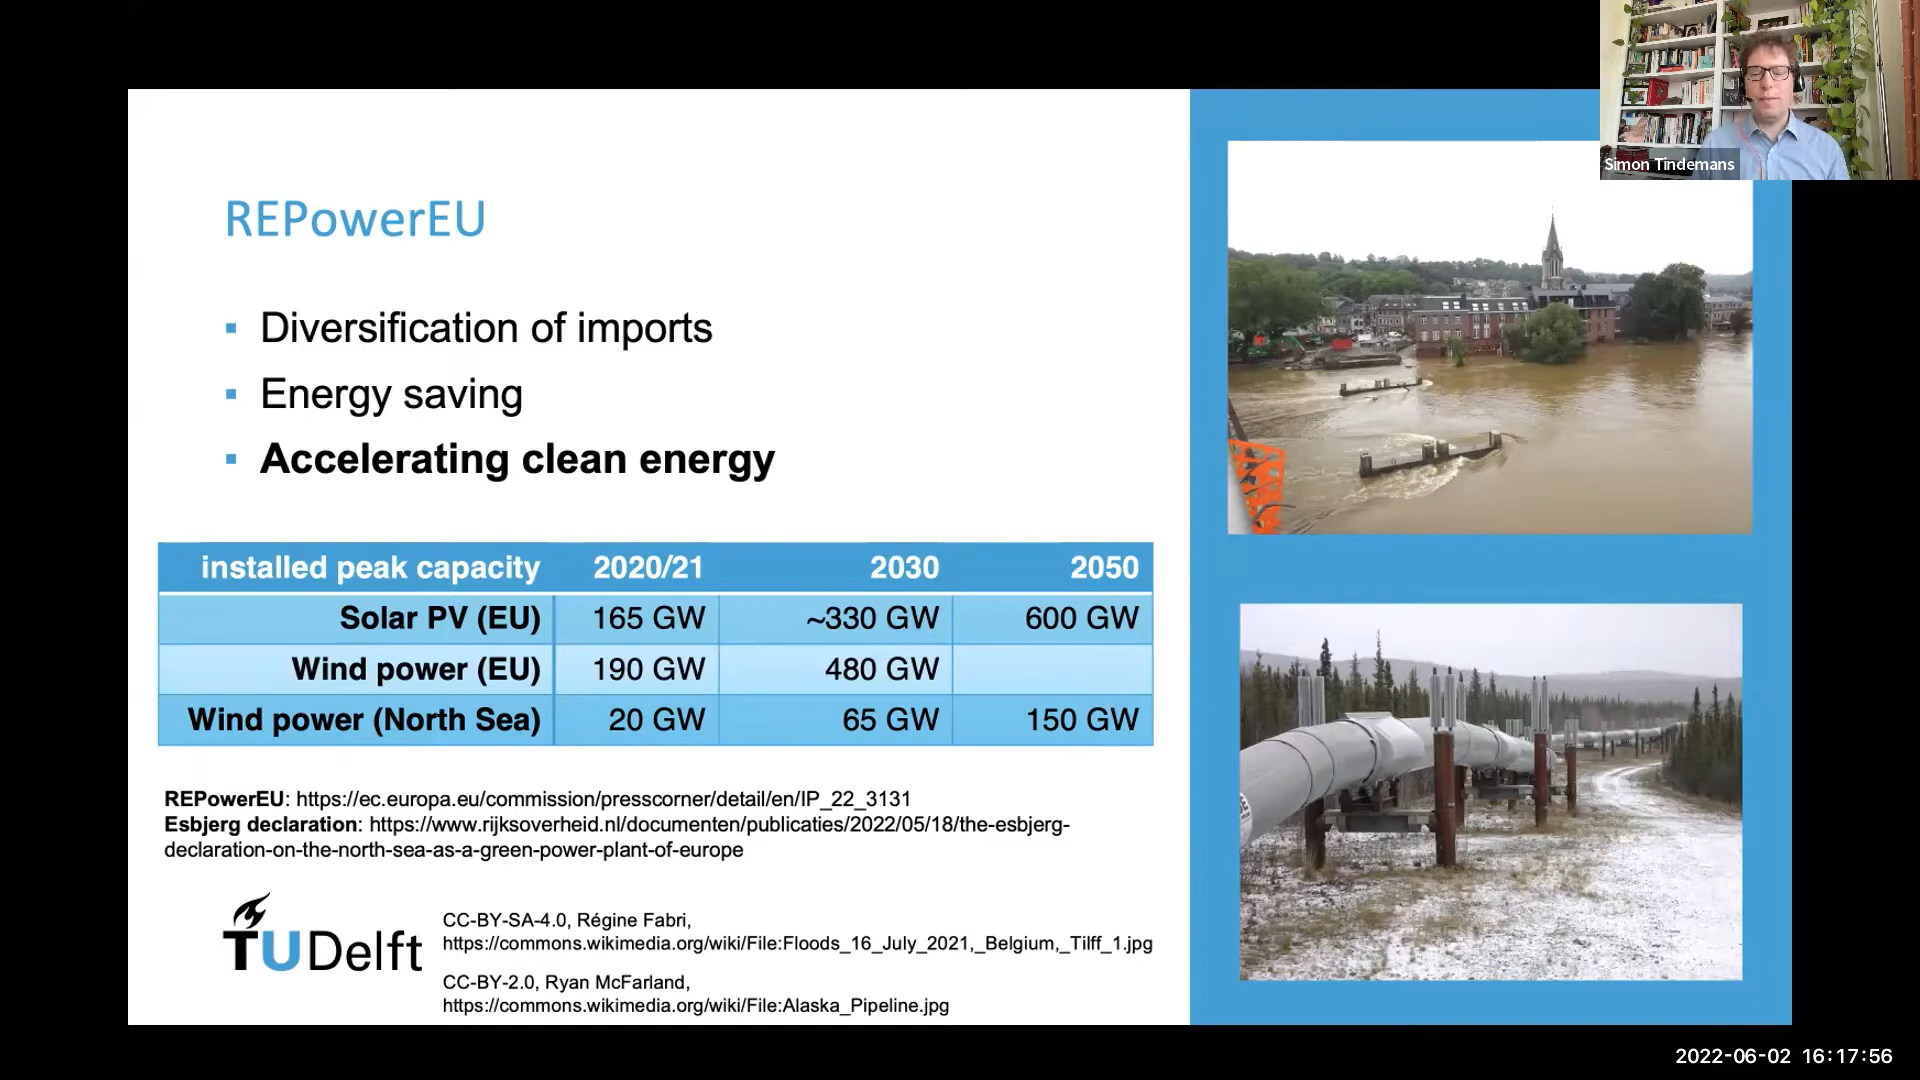 Simon Tindemans
REPowerEU
▪ Diversification of imports
▪ Energy saving
▪ Accelerating clean energy
installed peak capacity 2020/21 2030 2050
Solar PV (EU) 165 GW ~330 GW 600 GW
Wind power (EU) 190 GW 480 GW
Wind power (North Sea) 20 GW 65 GW 150 GW
REPowerEU: https://ec.europa.eu/commission/presscorner/detail/en/IP_22_3131
Esbjerg declaration: https://www.rijksoverheid.nl/documenten/publicaties/2022/05/18/the-esbjerg-
declaration-on-the-north-sea-as-a-green-power-plant-of-europe
TUDelft
CC-BY-SA-4.0, Régine Fabri,
https://commons.wikimedia.org/wiki/File:Floods_16_July_2021,_Belgium,_Tilff_1.jpg
CC-BY-2.0, Ryan McFarland,
https://commons.wikimedia.org/wiki/File:Alaska_Pipeline.jpg
2022-06-02 16:17:56